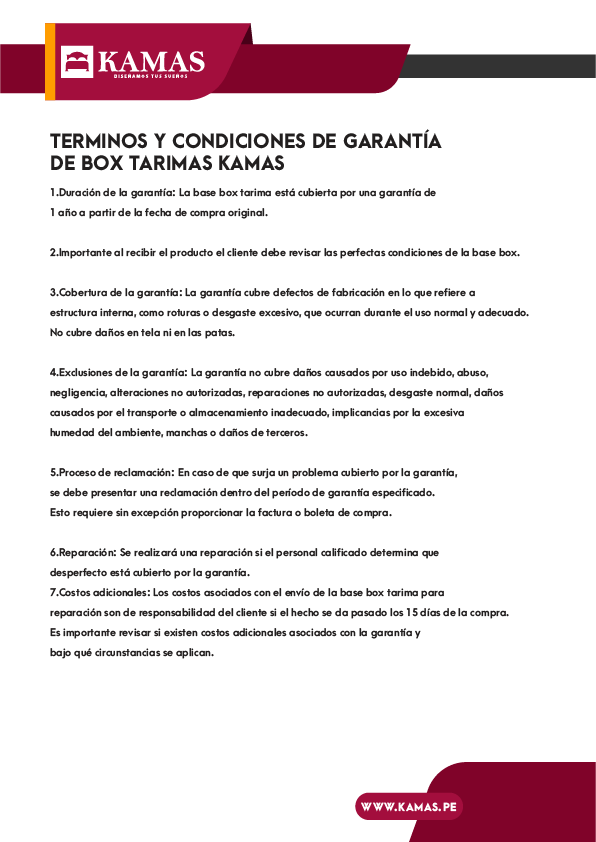 KAMAS
DISEÑAMOS TUS SUEÑOS
TERMINOS Y CONDICIONES DE GARANTÍA
DE BOX TARIMAS KAMAS
1.Duración de la garantía: La base box tarima está cubierta por una garantía de
1 año a partir de la fecha de compra original.
2.Importante al recibir el producto el cliente debe revisar las perfectas condiciones de la base box.
3.Cobertura de la garantía: La garantía cubre defectos de fabricación en lo que refiere a
estructura interna, como roturas o desgaste excesivo, que ocurran durante el uso normal y adecuado.
No cubre daños en tela ni en las patas.
4.Exclusiones de la garantía: La garantía no cubre daños causados por uso indebido, abuso,
negligencia, alteraciones no autorizadas, reparaciones no autorizadas, desgaste normal, daños
causados por el transporte o almacenamiento inadecuado, implicancias por la excesiva
humedad del ambiente, manchas o daños de terceros.
5.Proceso de reclamación: En caso de que surja un problema cubierto por la garantía,
se debe presentar una reclamación dentro del período de garantía especificado.
Esto requiere sin excepción proporcionar la factura o boleta de compra.
6.Reparación: Se realizará una reparación si el personal calificado determina que
desperfecto está cubierto por la garantía.
7.Costos adicionales: Los costos asociados con el envío de la base box tarima para
reparación son de responsabilidad del cliente si el hecho se da pasado los 15 días de la compra.
Es importante revisar si existen costos adicionales asociados con la garantía y
bajo qué circunstancias se aplican.
WWW.KAMAS.PE